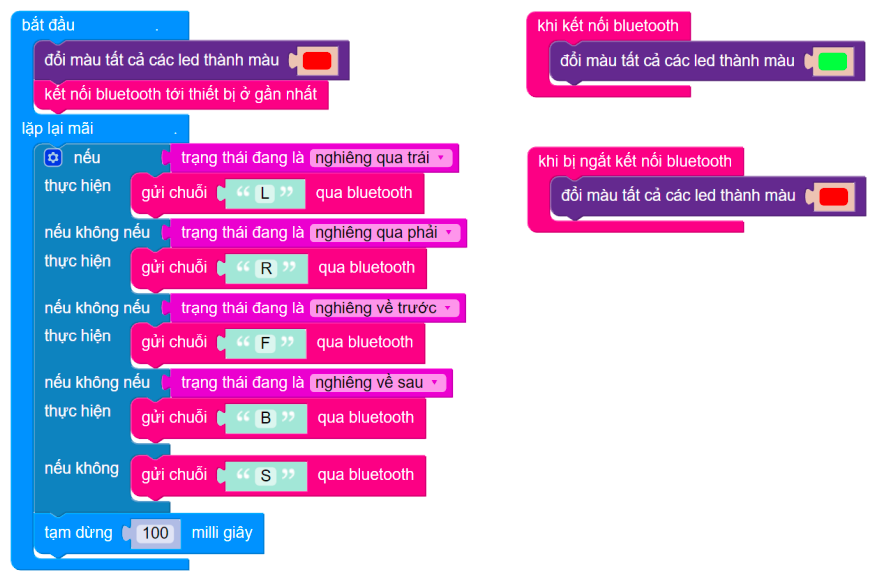 bắt đầu .
đổi màu tất cả các led thành màu
kết nối bluetooth tới thiết bị ở gần nhất
lặp lại mãi .
nếu trạng thái đang là nghiêng qua trái
thực hiện gửi chuỗi “ L ” qua bluetooth
nếu không nếu trạng thái đang là nghiêng qua phải
thực hiện gửi chuỗi “ R ” qua bluetooth
nếu không nếu trạng thái đang là nghiêng về trước
thực hiện gửi chuỗi “ F ” qua bluetooth
nếu không nếu trạng thái đang là nghiêng về sau
thực hiện gửi chuỗi “ B ” qua bluetooth
nếu không gửi chuỗi “ S ” qua bluetooth
tạm dừng 100 milli giây
khi kết nối bluetooth
đổi màu tất cả các led thành màu
khi bị ngắt kết nối bluetooth
đổi màu tất cả các led thành màu